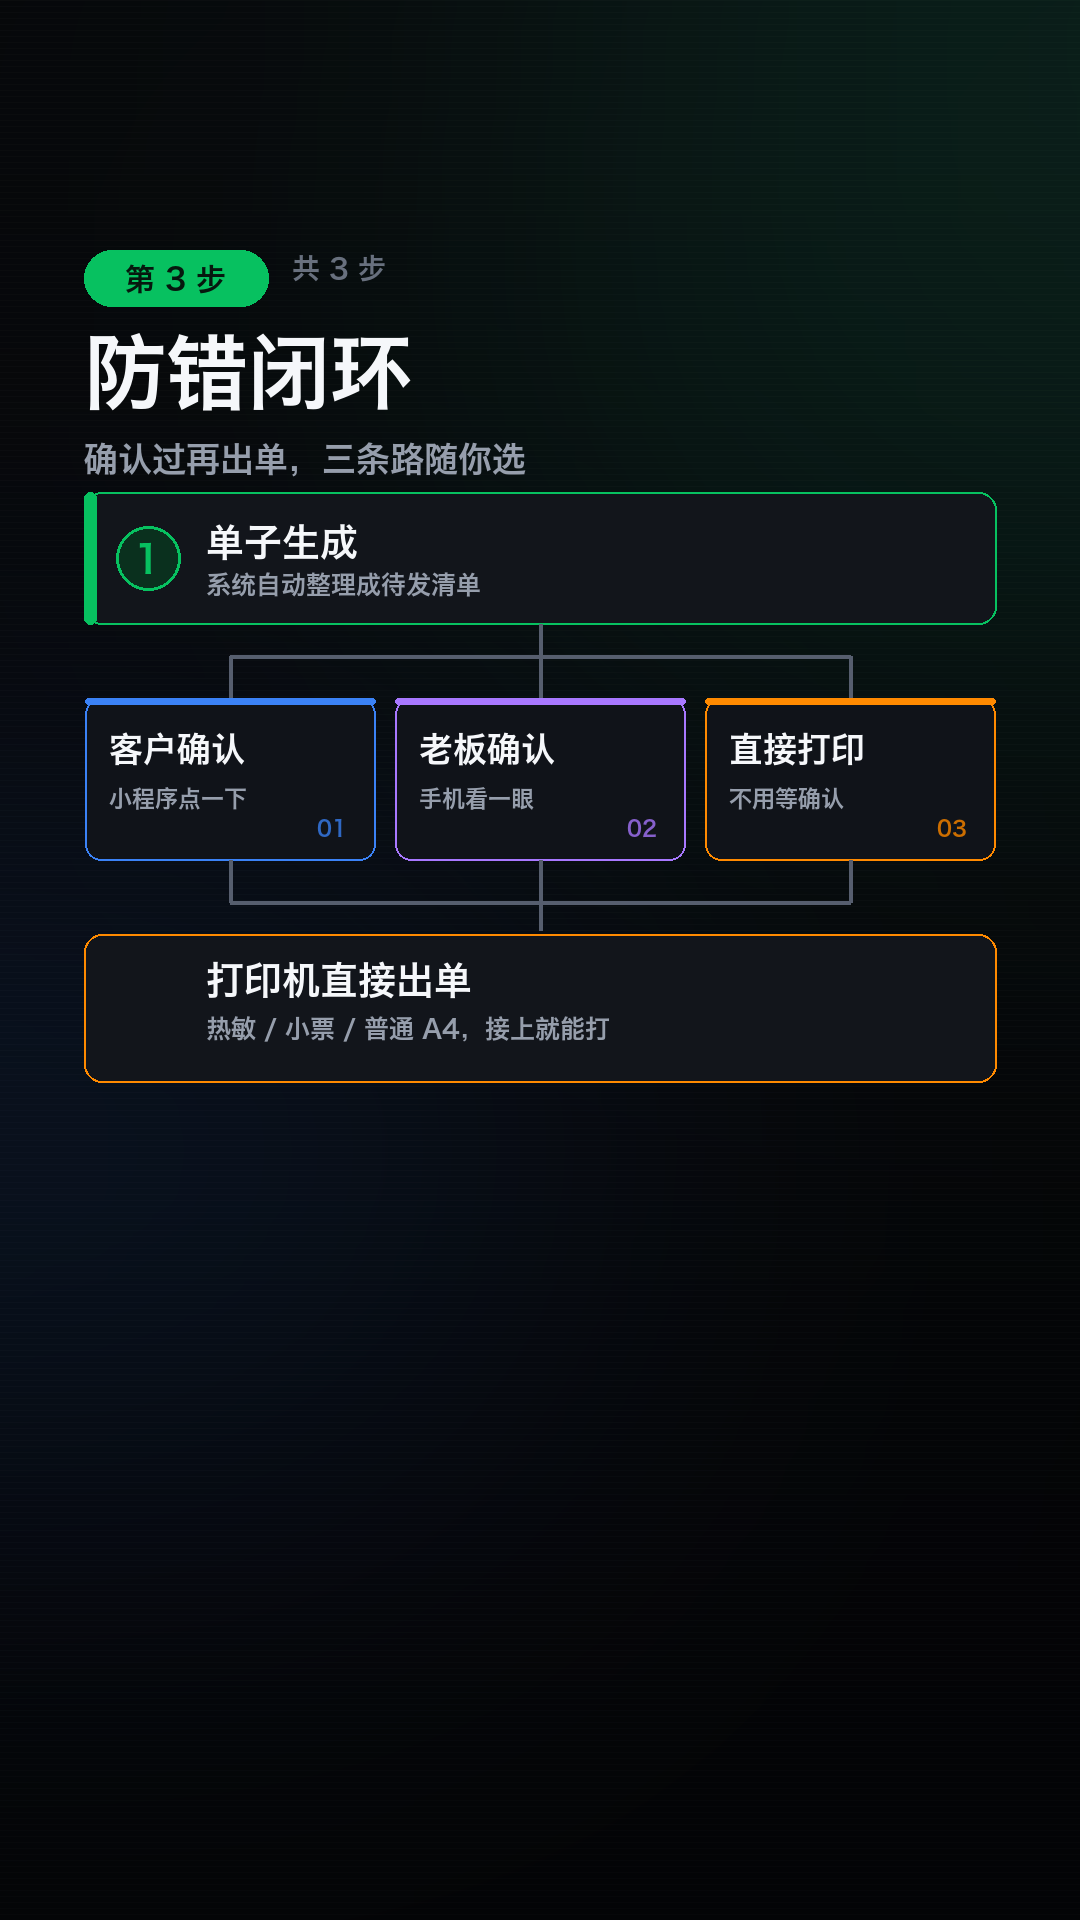 第 3 步
共 3 步
防错闭环
确认过再出单，三条路随你选
1
单子生成
系统自动整理成待发清单
客户确认
小程序点一下
01
老板确认
手机看一眼
02
直接打印
不用等确认
03
打印机直接出单
热敏 / 小票 / 普通 A4，接上就能打